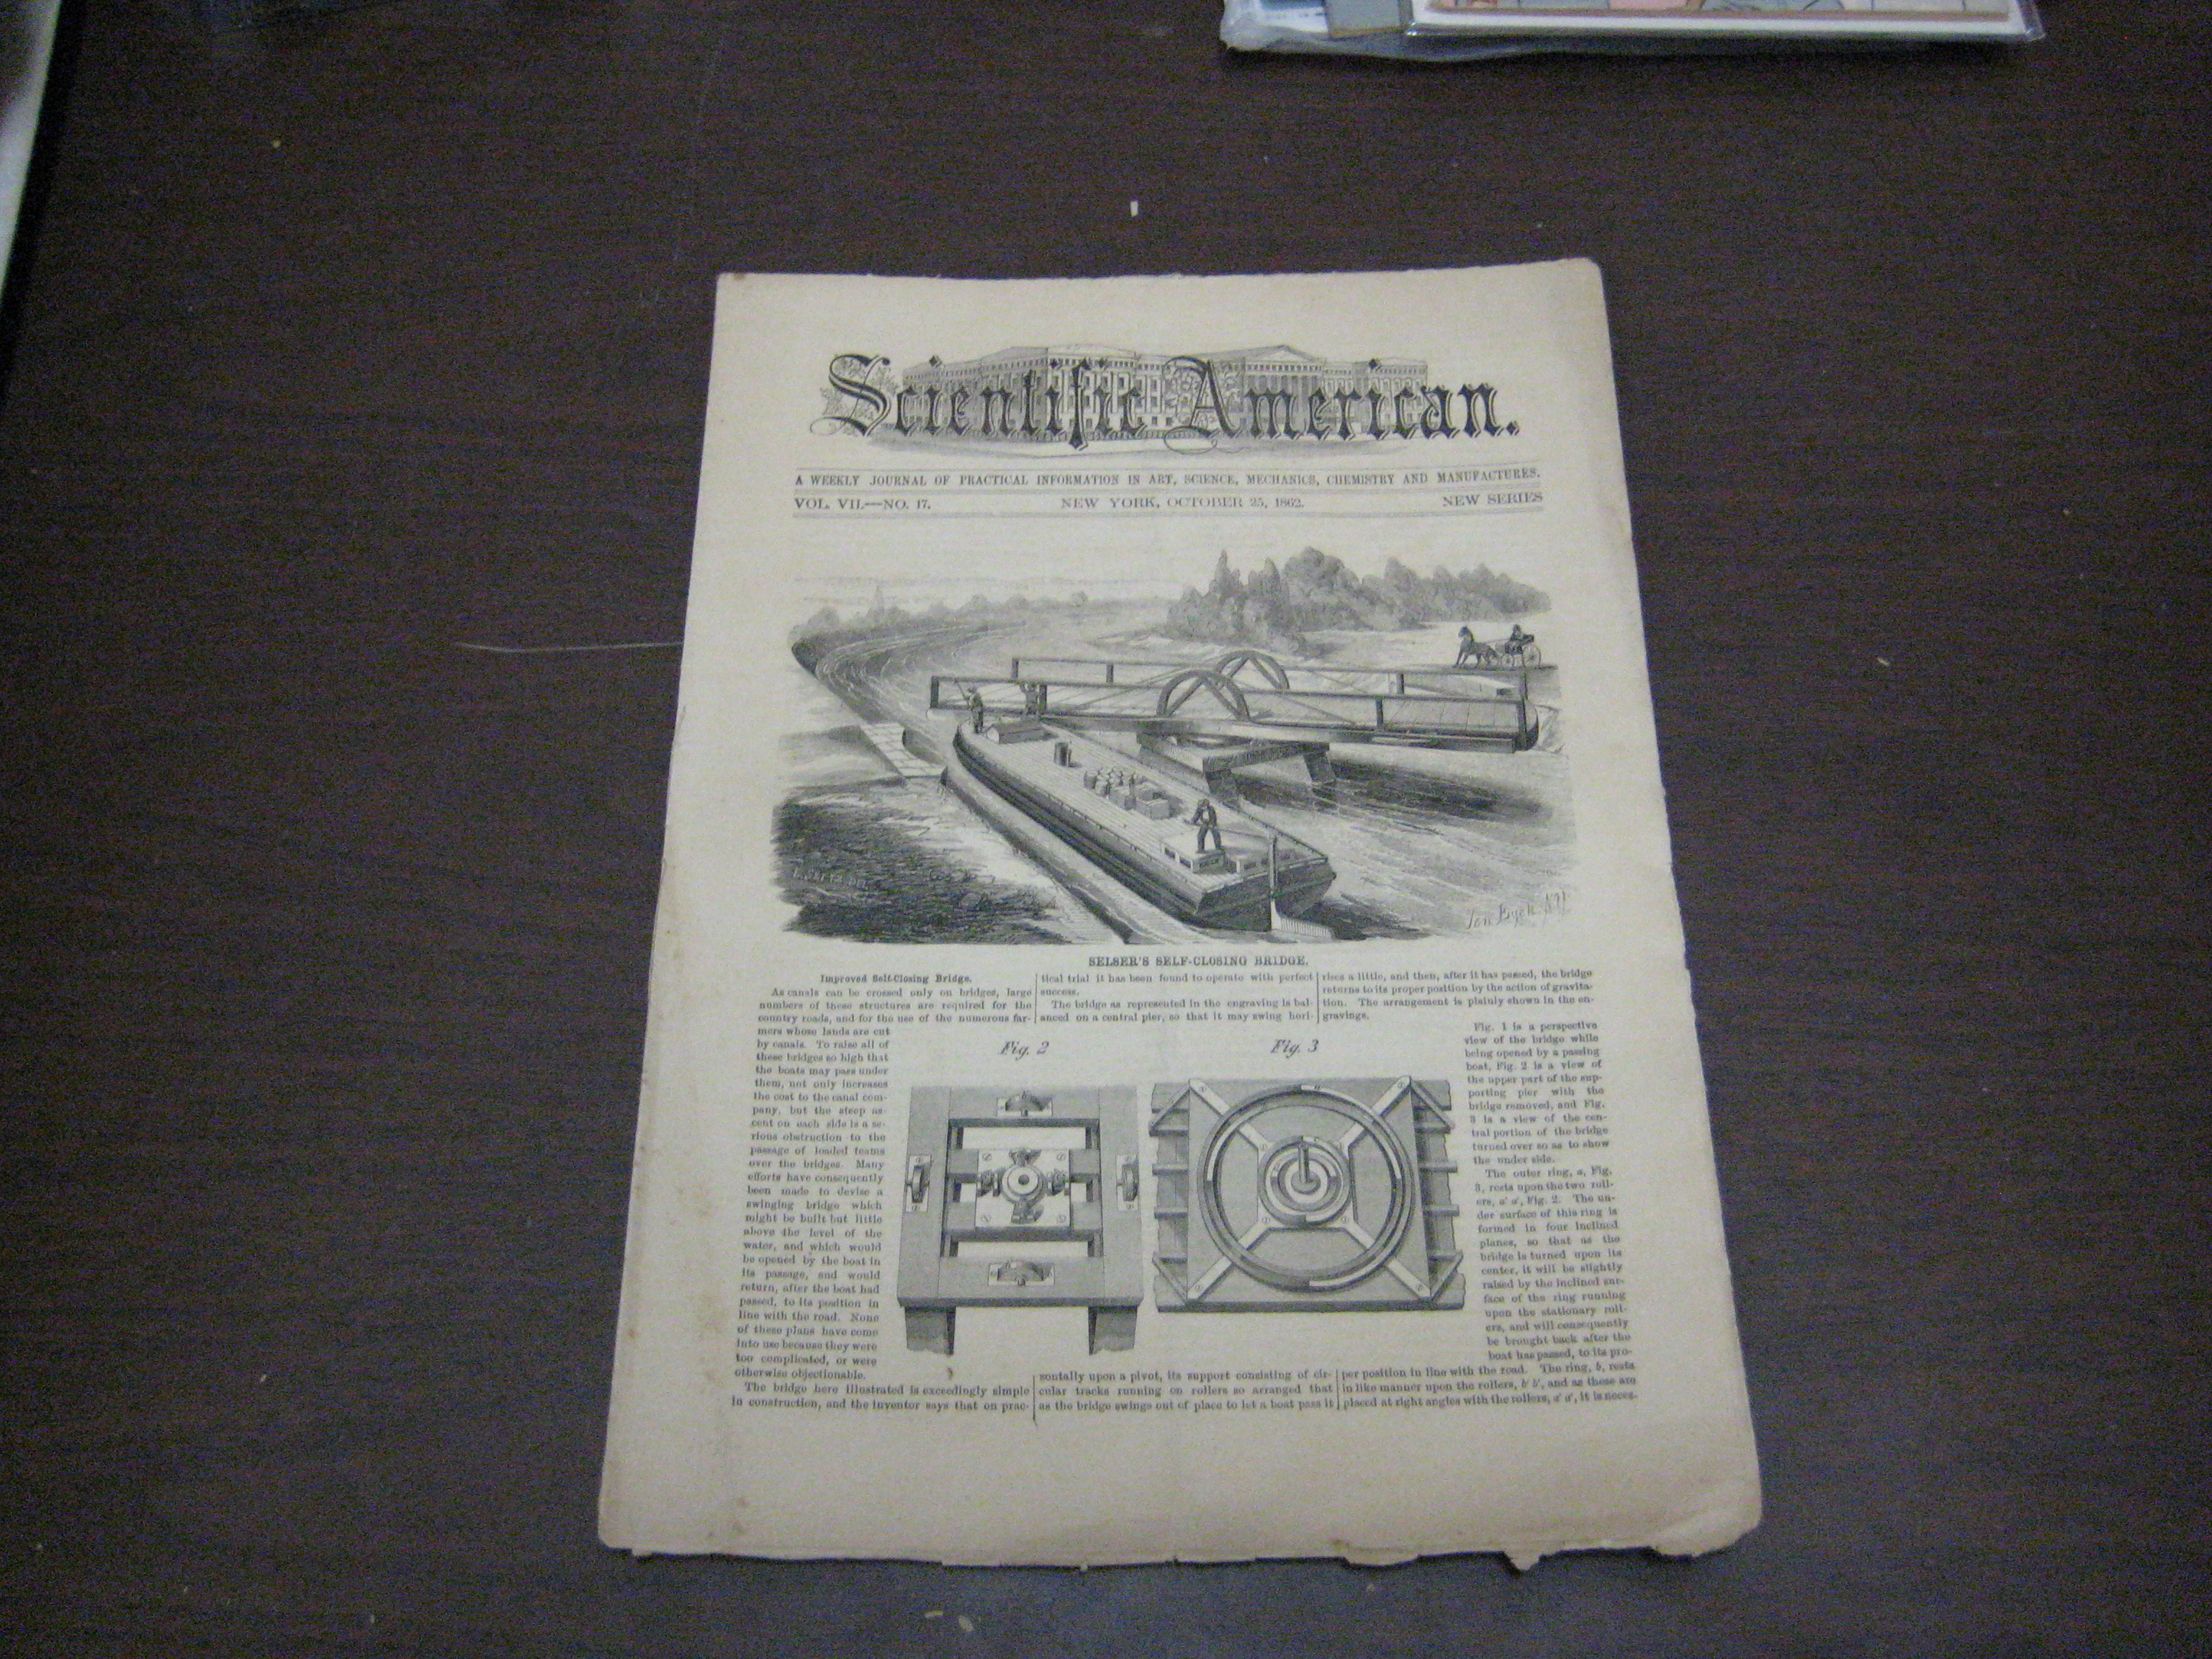 Scientific American.
A WEEKLY JOURNAL OF PRACTICAL INFORMATION IN ART, SCIENCE, MECHANICS, CHEMISTRY AND MANUFACTURES.
VOL. VII.—NO. 17.
NEW YORK, OCTOBER 25, 1862.
NEW SERIES
SELSER'S SELF-CLOSING BRIDGE.
Improved Self-Closing Bridge.
As canals can be crossed only on bridges, large
numbers of these structures are required for the
country roads, and for the use of the numerous far-
mers whose lands are cut
by canals. To raise all of
these bridges so high that
the boats may pass under
them, not only increases
the cost to the canal com-
pany, but the steep as-
cent on each side is a se-
rious obstruction to the
passage of loaded teams
over the bridges. Many
efforts have consequently
been made to devise a
swinging bridge which
might be built but little
above the level of the
water, and which would
be opened by the boat in
its passage, and would
return, after the boat had
passed, to its position in
line with the road. None
of these plans have come
into use because they were
too complicated, or were
otherwise objectionable.
The bridge here illustrated is exceedingly simple
in construction, and the inventor says that on prac-
tical trial it has been found to operate with perfect
success.
The bridge as represented in the engraving is bal-
anced on a central pier, so that it may swing hori-
Fig. 2
Fig. 3
zontally upon a pivot, its support consisting of cir-
cular tracks running on rollers so arranged that
as the bridge swings out of place to let a boat pass it
rises a little, and then, after it has passed, the bridge
returns to its proper position by the action of gravita-
tion. The arrangement is plainly shown in the en-
gravings.
Fig. 1 is a perspective
view of the bridge while
being opened by a passing
boat, Fig. 2 is a view of
the upper part of the sup-
porting pier with the
bridge removed, and Fig.
3 is a view of the cen-
tral portion of the bridge
turned over so as to show
the under side.
The outer ring, a, Fig.
3, rests upon the two roll-
ers, a' a', Fig. 2. The un-
der surface of this ring is
formed in four inclined
planes, so that as the
bridge is turned upon its
center, it will be slightly
raised by the inclined sur-
face of the ring running
upon the stationary roll-
ers, and will consequently
be brought back after the
boat has passed, to its pro-
per position in line with the road. The ring, b, rests
in like manner upon the rollers, b' b', and as these are
placed at right angles with the rollers, a' a', it is neces-